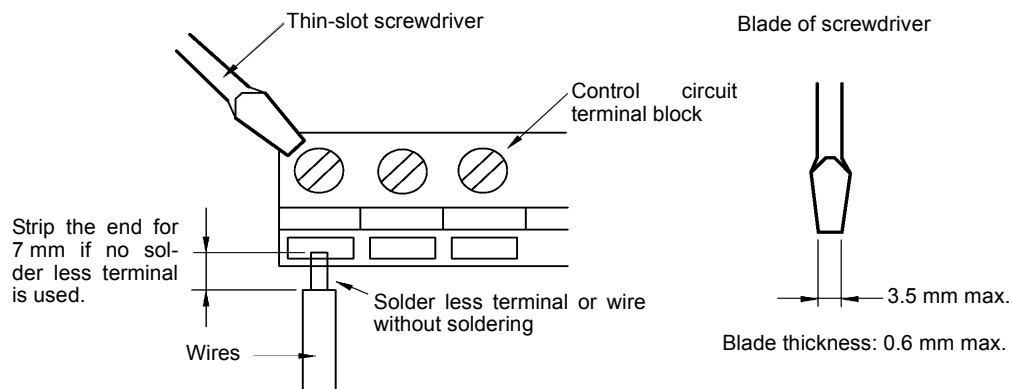 Thin-slot screwdriver
Blade of screwdriver
Control circuit
terminal block
Strip the end for
7 mm if no sol-
der less terminal
is used.
Solder less terminal or wire
without soldering
Wires
3.5 mm max.
Blade thickness: 0.6 mm max.